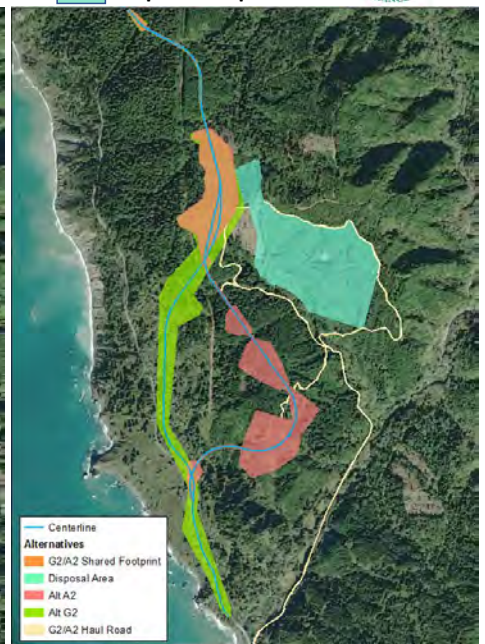 Centerline
Alternatives
G2/A2 Shared Footprint
Disposal Area
Alt A2
Alt G2
G2/A2 Haul Road